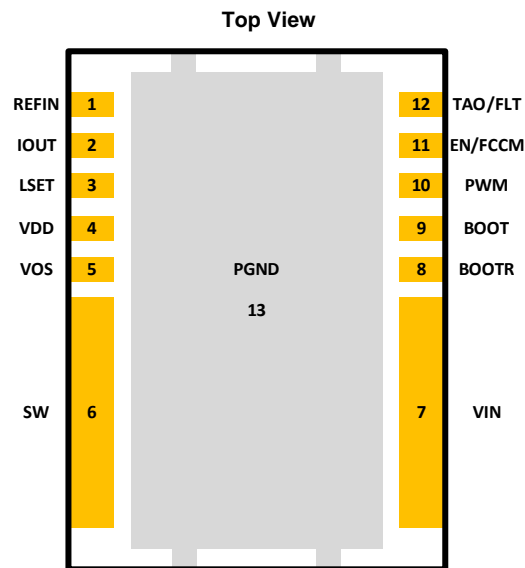 Top View
REFIN 1 12 TAO/FLT
IOUT 2 11 EN/FCCM
LSET 3 10 PWM
VDD 4 9 BOOT
VOS 5 PGND 8 BOOTR
13
SW 6 7 VIN